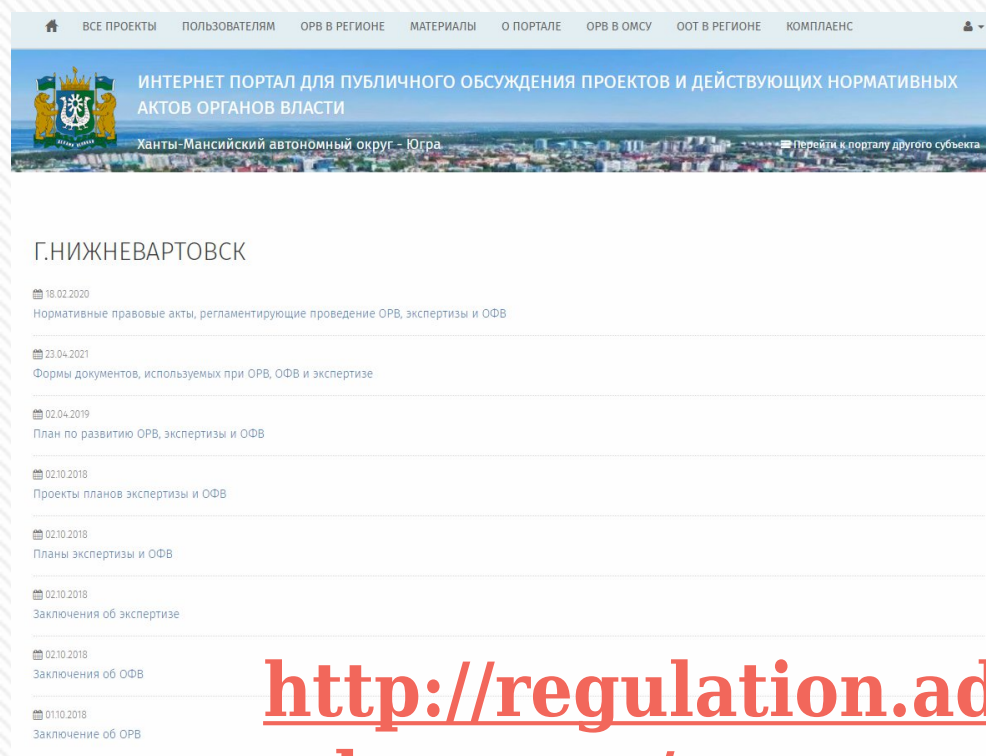 ВСЕ ПРОЕКТЫ ПОЛЬЗОВАТЕЛЯМ ОРВ В РЕГИОНЕ МАТЕРИАЛЫ О ПОРТАЛЕ ОРВ В ОМСУ ООТ В РЕГИОНЕ КОМПЛАЕНС
ИНТЕРНЕТ ПОРТАЛ ДЛЯ ПУБЛИЧНОГО ОБСУЖДЕНИЯ ПРОЕКТОВ И ДЕЙСТВУЮЩИХ НОРМАТИВНЫХ
АКТОВ ОРГАНОВ ВЛАСТИ
Ханты-Мансийский автономный округ - Югра
Перейти к порталу другого субъекта
Г.НИЖНЕВАРТОВСК
18.02.2020
Нормативные правовые акты, регламентирующие проведение ОРВ, экспертизы и ОФВ
23.04.2021
Формы документов, используемых при ОРВ, ОФВ и экспертизе
02.04.2019
План по развитию ОРВ, экспертизы и ОФВ
02.10.2018
Проекты планов экспертизы и ОФВ
02.10.2018
Планы экспертизы и ОФВ
02.10.2018
Заключения об экспертизе
02.10.2018
Заключения об ОФВ
http://regulation.ad
01.10.2018
Заключение об ОРВ